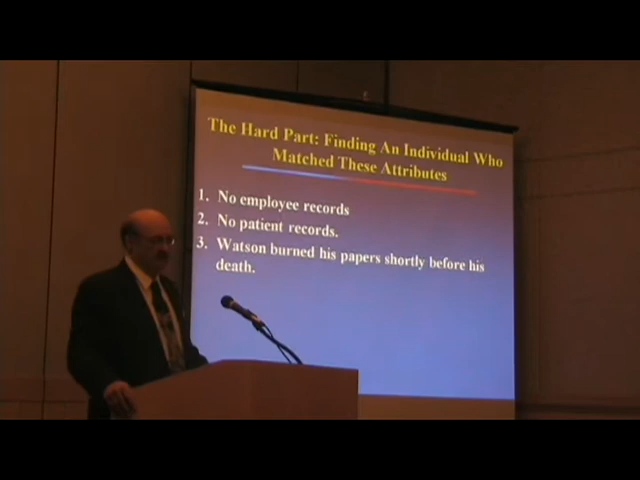 The Hard Part: Finding An Individual Who
Matched These Attributes
1. No employee records
2. No patient records.
3. Watson burned his papers shortly before his
death.